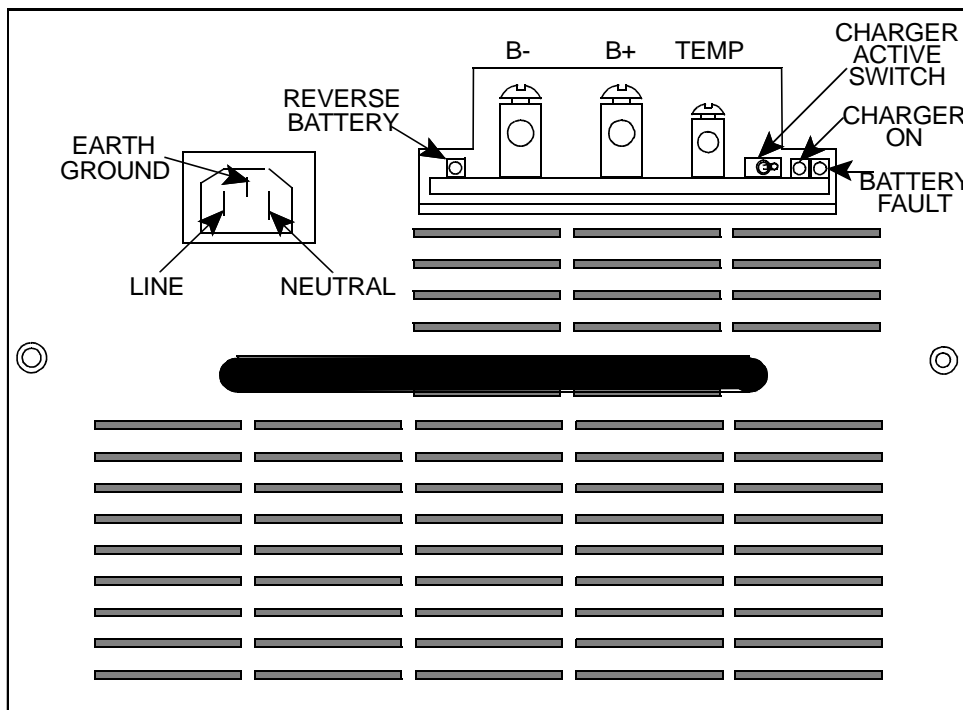 B-
B+
TEMP
CHARGER
ACTIVE
SWITCH
REVERSE
BATTERY
CHARGER
ON
EARTH
GROUND
BATTERY
FAULT
LINE
NEUTRAL